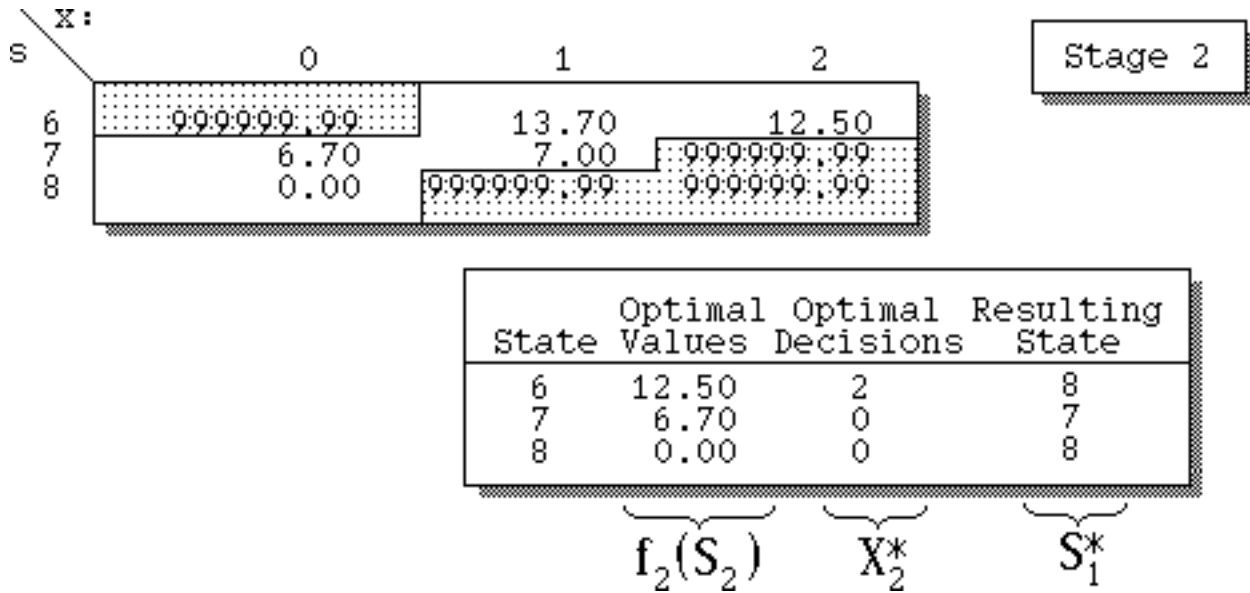 X:
S 0 1 2
Stage 2
6 999999.99 13.70 12.50
7 6.70 7.00 999999.99
8 0.00 999999.99 999999.99
Optimal Optimal Resulting
State Values Decisions State
6 12.50 2 8
7 6.70 0 7
8 0.00 0 8
f₂(S₂) X₂* S₁*